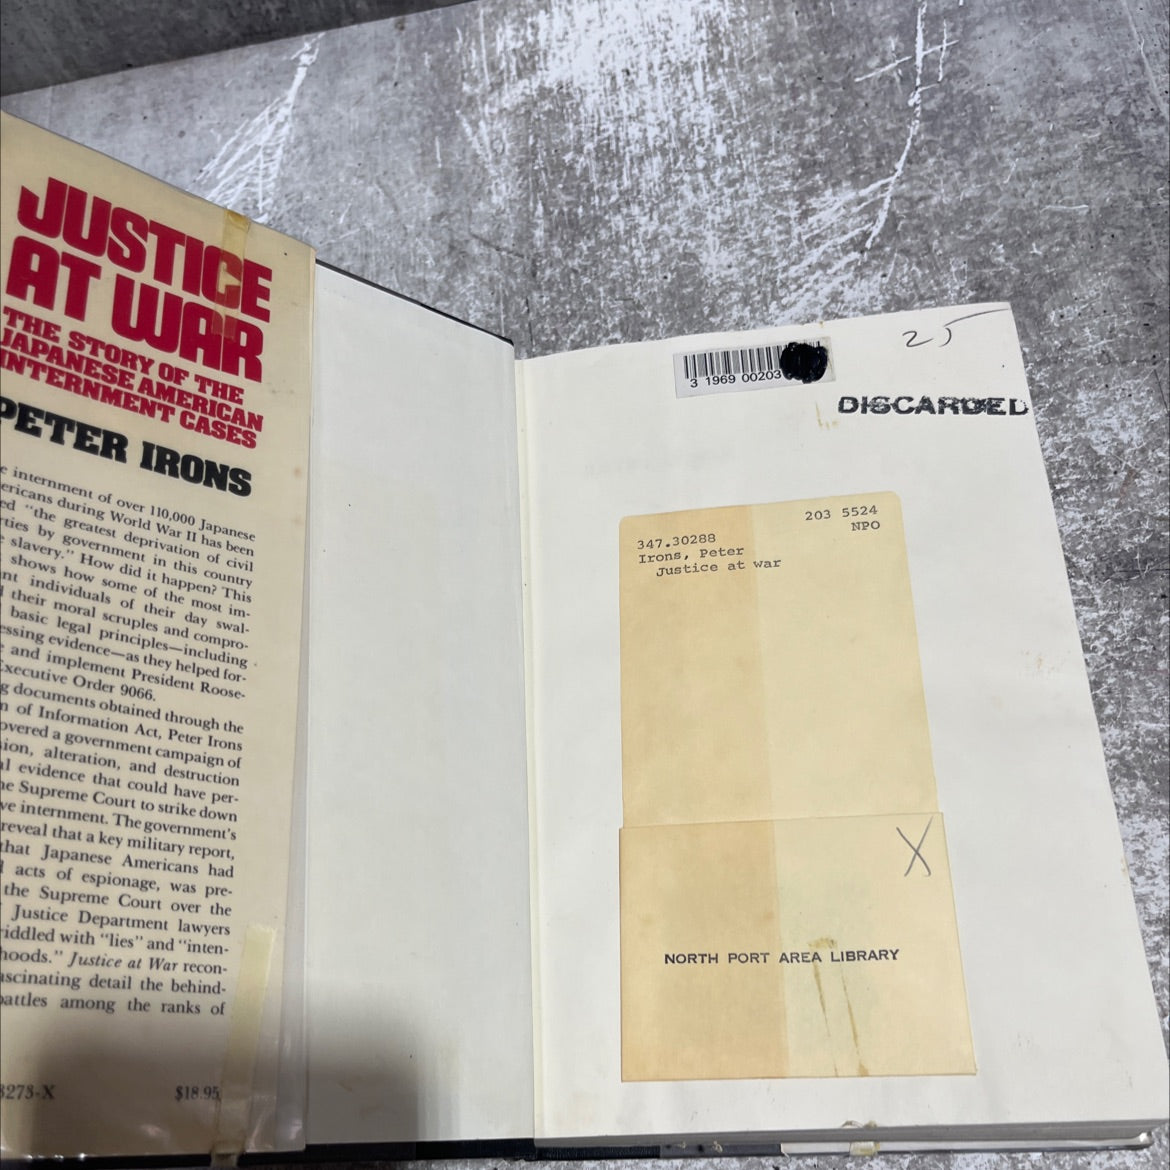 JUSTICE
AT WAR
THE STORY OF THE
JAPANESE AMERICAN
INTERNMENT CASES
PETER IRONS
internment of over 110,000 Japanese
ericans during World War II has been
ed "the greatest deprivation of civil
rties by government in this country
slavery." How did it happen? This
shows how some of the most im-
nt individuals of their day swal-
their moral scruples and compro-
basic legal principles—including
essing evidence—as they helped for-
and implement President Roose-
Executive Order 9066.
g documents obtained through the
m of Information Act, Peter Irons
overed a government campaign of
sion, alteration, and destruction
al evidence that could have per-
he Supreme Court to strike down
ve internment. The government's
reveal that a key military report,
that Japanese Americans had
acts of espionage, was pre-
the Supreme Court over the
Justice Department lawyers
riddled with "lies" and "inten-
hoods." Justice at War recon-
ascinating detail the behind-
battles among the ranks of
8273-X $18.95
25
3 1969 00203
DISCARDED
203 5524
NPO
347.30288
Irons, Peter
Justice at war
X
NORTH PORT AREA LIBRARY